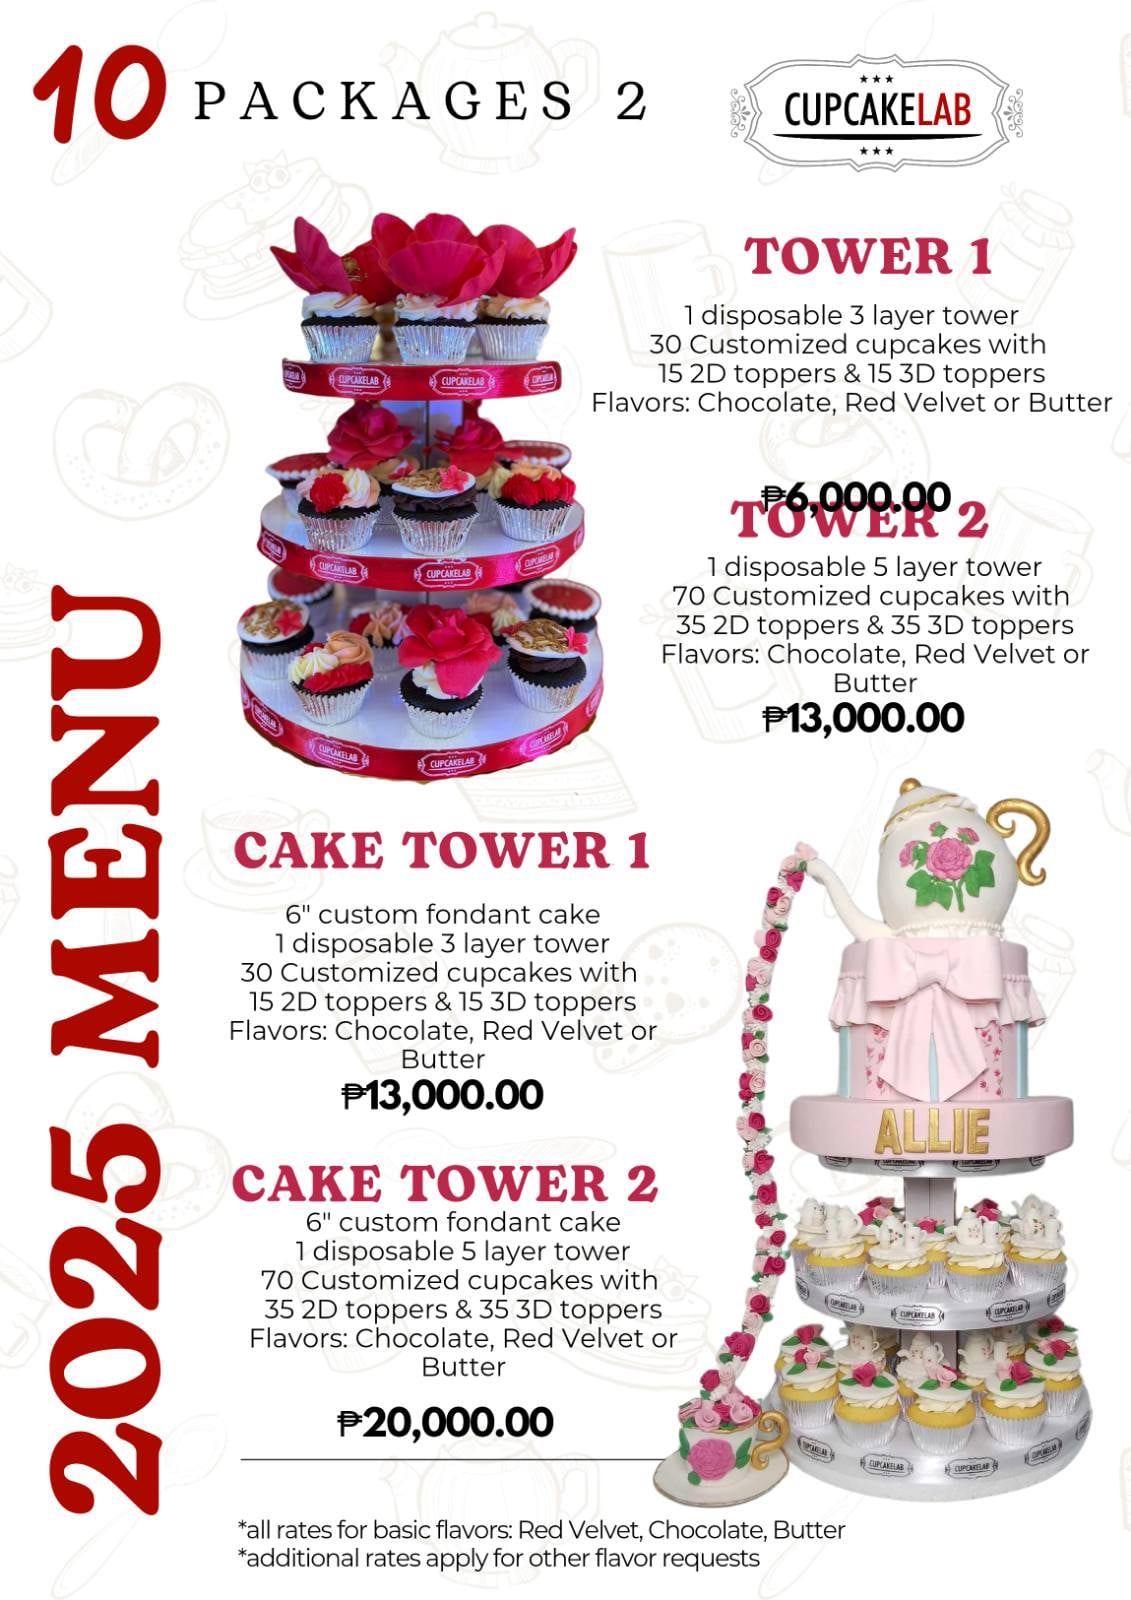 10 PACKAGES 2
★★★
CUPCAKELAB
★★★
TOWER 1
1 disposable 3 layer tower
30 Customized cupcakes with
15 2D toppers & 15 3D toppers
Flavors: Chocolate, Red Velvet or Butter
₱6,000.00
TOWER 2
1 disposable 5 layer tower
70 Customized cupcakes with
35 2D toppers & 35 3D toppers
Flavors: Chocolate, Red Velvet or
Butter
₱13,000.00
CUPCAKELAB
CUPCAKELAB
CUPCAKELAB
CUPCAKELAB
CUPCAKELAB
CUPCAKELAB
2025 MENU
CAKE TOWER 1
6" custom fondant cake
1 disposable 3 layer tower
30 Customized cupcakes with
15 2D toppers & 15 3D toppers
Flavors: Chocolate, Red Velvet or
Butter
₱13,000.00
ALLIE
CAKE TOWER 2
6" custom fondant cake
1 disposable 5 layer tower
70 Customized cupcakes with
35 2D toppers & 35 3D toppers
Flavors: Chocolate, Red Velvet or
Butter
₱20,000.00
CUPCAKELAB
CUPCAKELAB
CUPCAKELAB
CUPCAKELAB
CUPCAKELAB
*all rates for basic flavors: Red Velvet, Chocolate, Butter
*additional rates apply for other flavor requests